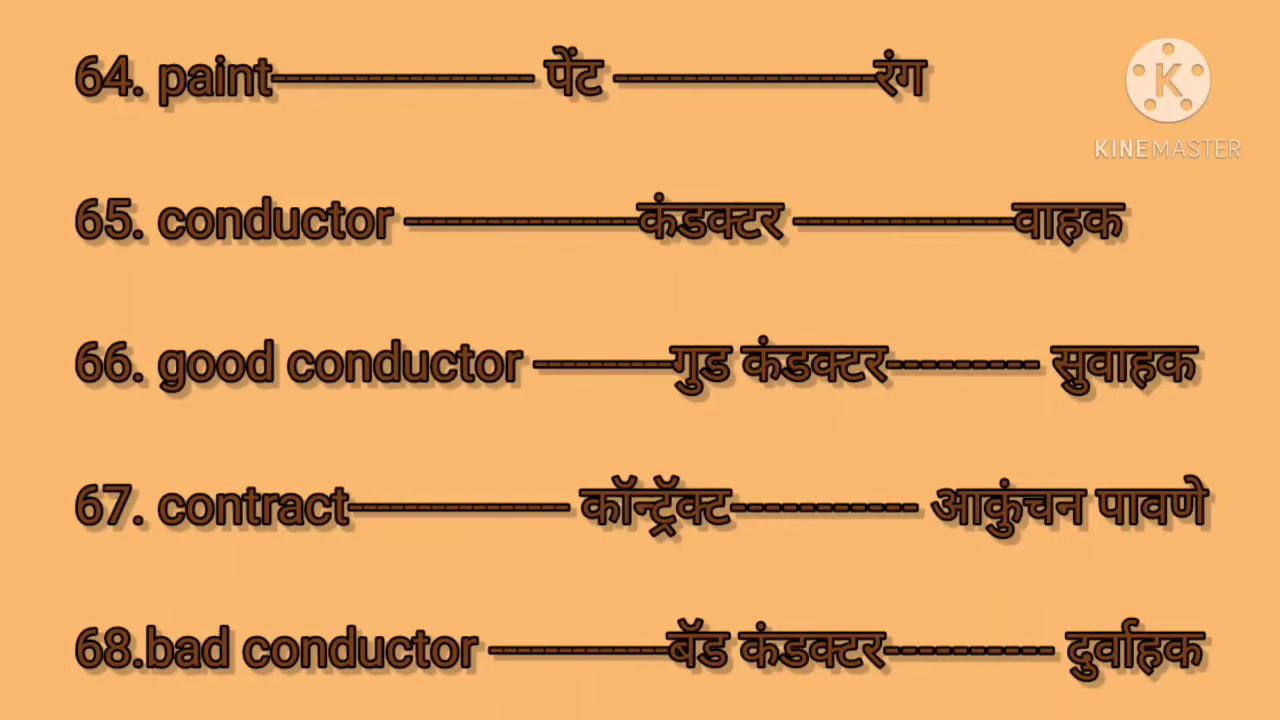 64. paint---------------------- पेंट ----------------------रंग
KINEMASTER
65. conductor --------------------कंडक्टर -------------------वाहक
66. good conductor ------------गुड कंडक्टर--------- सुवाहक
67. contract------------------- कॉन्ट्रॅक्ट----------- आकुंचन पावणे
68.bad conductor ---------------बॅड कंडक्टर---------- दुर्वाहक